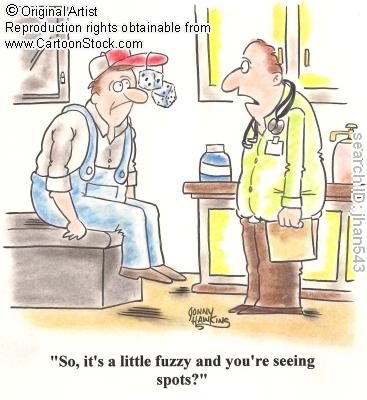 © Original Artist
Reproduction rights obtainable from
www.CartoonStock.com
search ID: jhan543
JONNY
HAWKINS
"So, it's a little fuzzy and you're seeing
spots?"